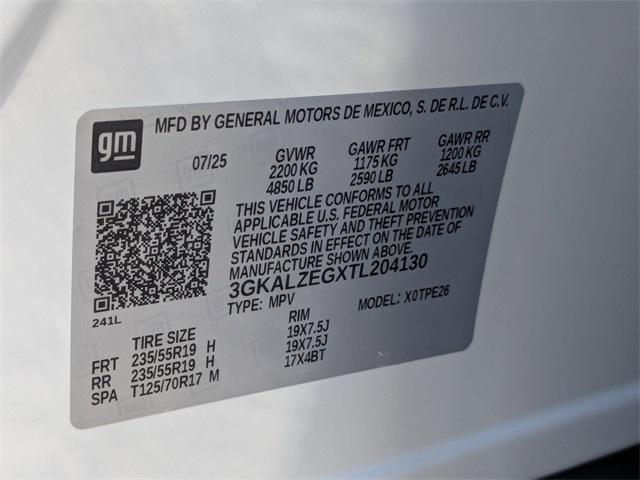 gm
MFD BY GENERAL MOTORS DE MEXICO, S. DE R.L. DE C.V.
07/25 GVWR GAWR FRT GAWR RR
2200 KG 1175 KG 1200 KG
4850 LB 2590 LB 2645 LB
THIS VEHICLE CONFORMS TO ALL
APPLICABLE U.S. FEDERAL MOTOR
VEHICLE SAFETY AND THEFT PREVENTION
STANDARDS IN EFFECT ON THE DATE OF
MANUFACTURE SHOWN ABOVE.
3GKALZEGXTL204130
TYPE: MPV MODEL: X0TPE26
241L
TIRE SIZE RIM
FRT 235/55R19 H 19X7.5J
RR 235/55R19 H 19X7.5J
SPA T125/70R17 M 17X4BT